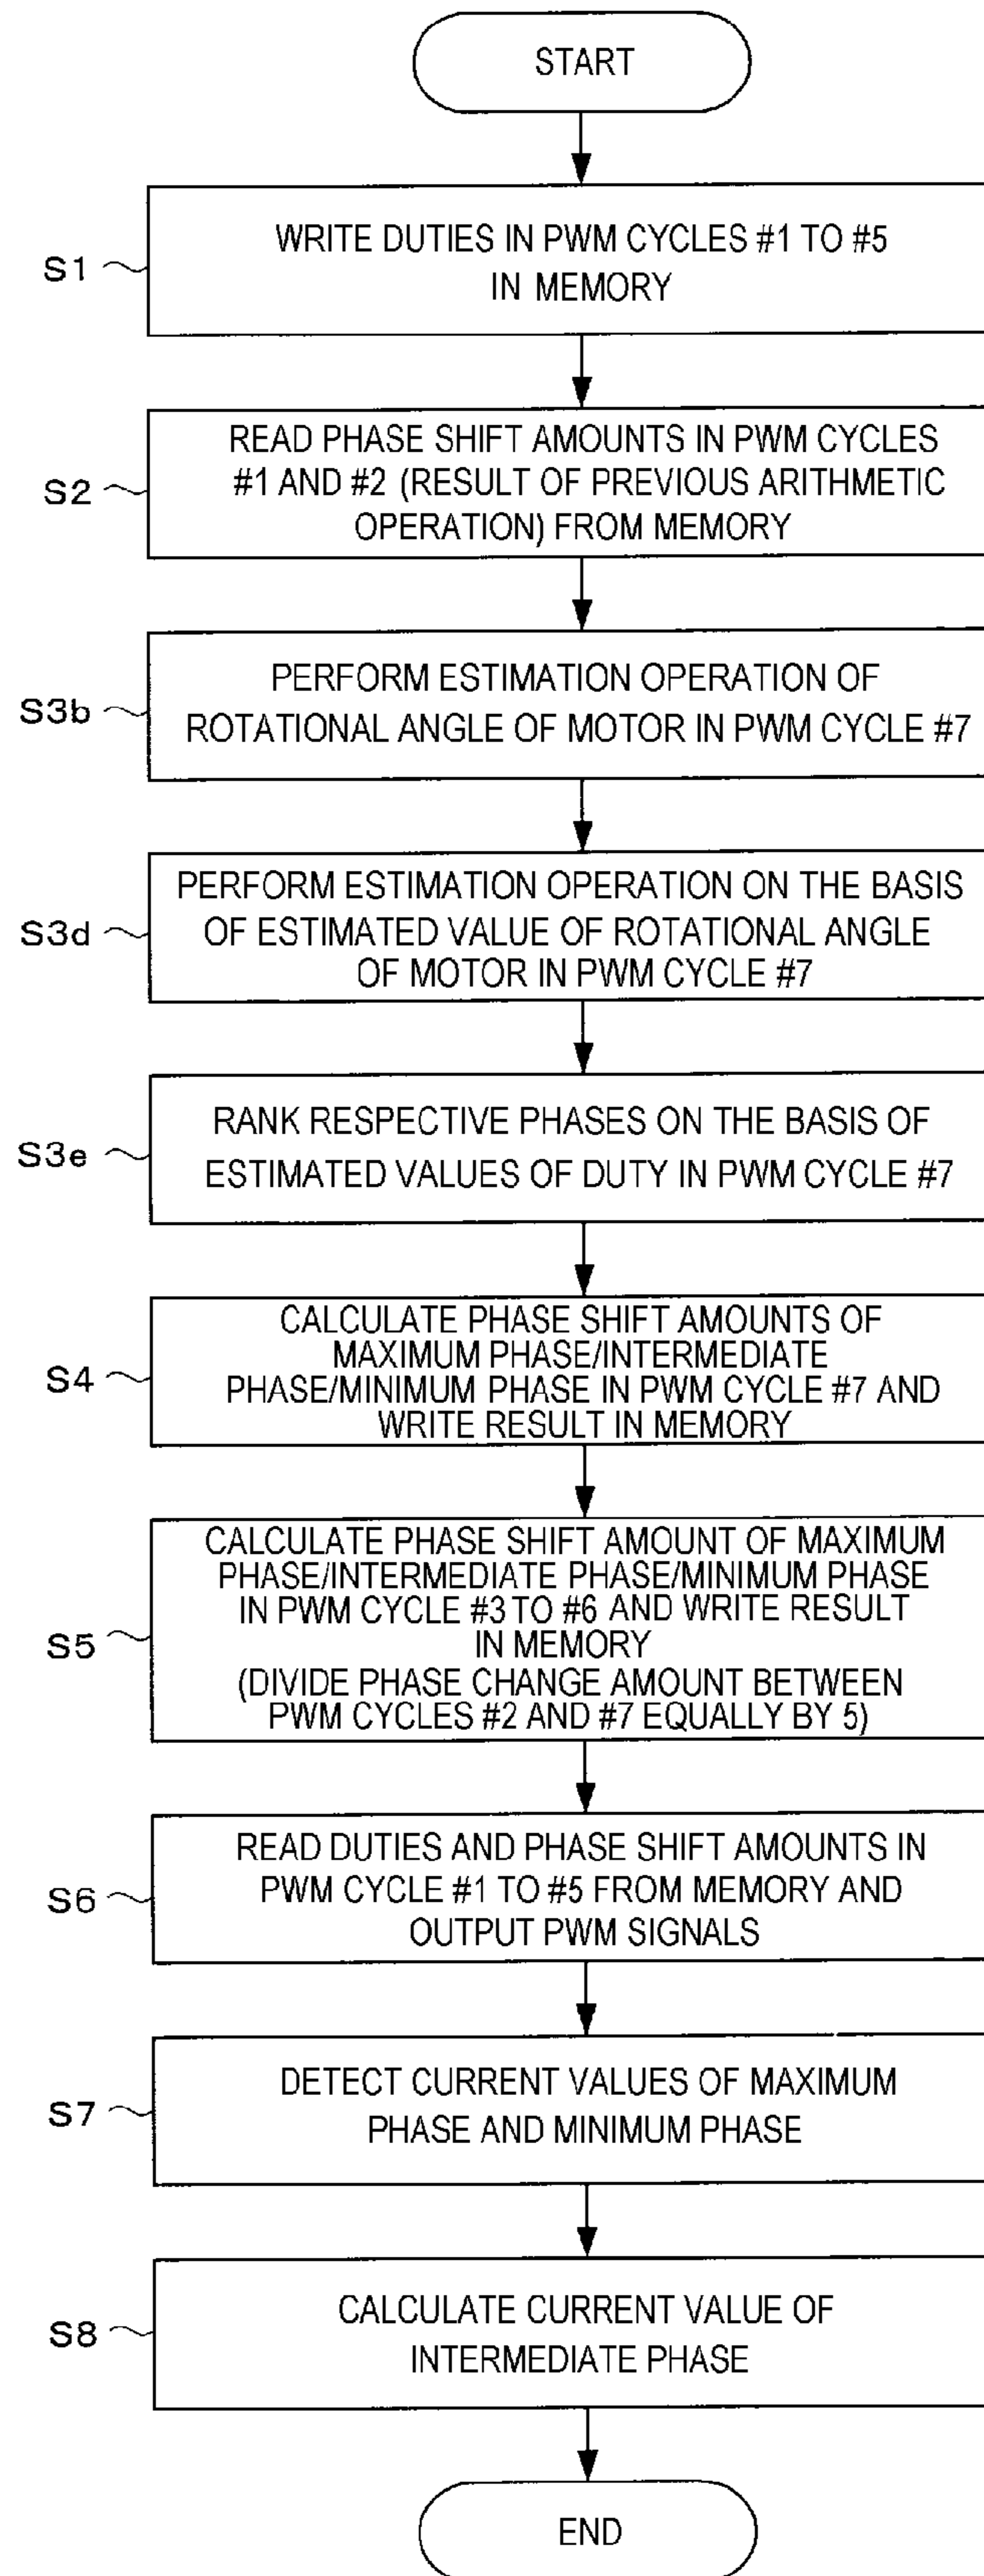 START
S1
WRITE DUTIES IN PWM CYCLES #1 TO #5
IN MEMORY
S2
READ PHASE SHIFT AMOUNTS IN PWM CYCLES
#1 AND #2 (RESULT OF PREVIOUS ARITHMETIC
OPERATION) FROM MEMORY
S3b
PERFORM ESTIMATION OPERATION OF
ROTATIONAL ANGLE OF MOTOR IN PWM CYCLE #7
S3d
PERFORM ESTIMATION OPERATION ON THE BASIS
OF ESTIMATED VALUE OF ROTATIONAL ANGLE
OF MOTOR IN PWM CYCLE #7
S3e
RANK RESPECTIVE PHASES ON THE BASIS OF
ESTIMATED VALUES OF DUTY IN PWM CYCLE #7
S4
CALCULATE PHASE SHIFT AMOUNTS OF
MAXIMUM PHASE/INTERMEDIATE
PHASE/MINIMUM PHASE IN PWM CYCLE #7 AND
WRITE RESULT IN MEMORY
S5
CALCULATE PHASE SHIFT AMOUNT OF MAXIMUM
PHASE/INTERMEDIATE PHASE/MINIMUM PHASE
IN PWM CYCLE #3 TO #6 AND WRITE RESULT
IN MEMORY
(DIVIDE PHASE CHANGE AMOUNT BETWEEN
PWM CYCLES #2 AND #7 EQUALLY BY 5)
S6
READ DUTIES AND PHASE SHIFT AMOUNTS IN
PWM CYCLE #1 TO #5 FROM MEMORY AND
OUTPUT PWM SIGNALS
S7
DETECT CURRENT VALUES OF MAXIMUM
PHASE AND MINIMUM PHASE
S8
CALCULATE CURRENT VALUE OF
INTERMEDIATE PHASE
END